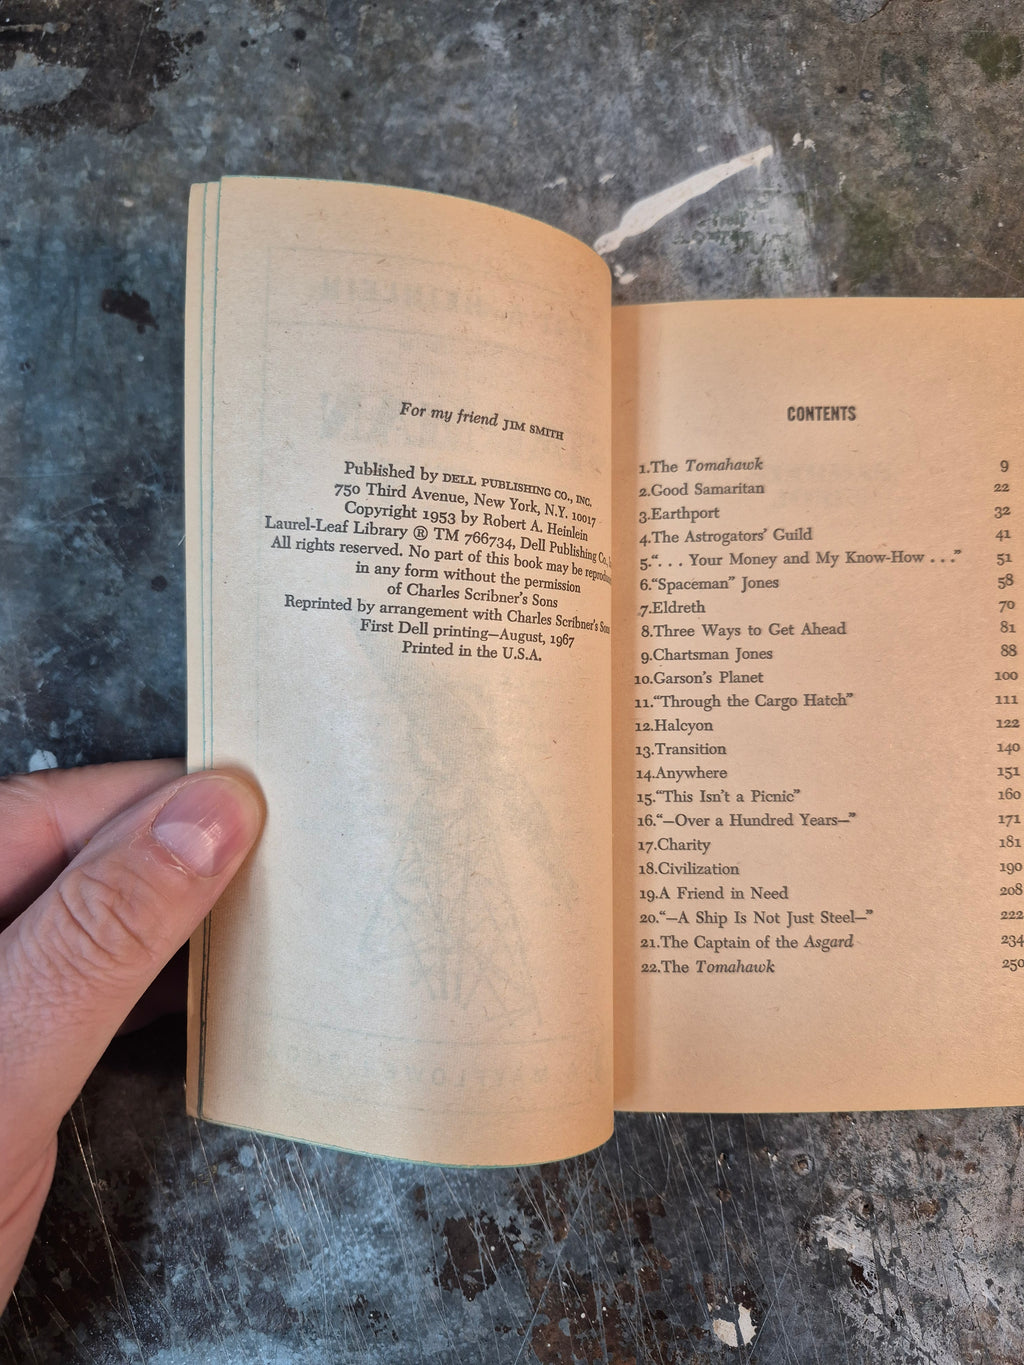 For my friend JIM SMITH
Published by DELL PUBLISHING CO., INC.
750 Third Avenue, New York, N.Y. 10017
Copyright 1953 by Robert A. Heinlein
Laurel-Leaf Library ® TM 766734, Dell Publishing Co.,
All rights reserved. No part of this book may be
in any form without the permission
of Charles Scribner's Sons
Reprinted by arrangement with Charles Scribner's Sons
First Dell printing—August, 1967
Printed in the U.S.A.
CONTENTS
1.The Tomahawk 9
2.Good Samaritan 22
3.Earthport 32
4.The Astrogators' Guild 41
5."... Your Money and My Know-How ..." 51
6."Spaceman" Jones 58
7.Eldreth 70
8.Three Ways to Get Ahead 81
9.Chartsman Jones 88
10.Garson's Planet 100
11."Through the Cargo Hatch" 111
12.Halcyon 122
13.Transition 140
14.Anywhere 151
15."This Isn't a Picnic" 160
16."—Over a Hundred Years—" 171
17.Charity 181
18.Civilization 190
19.A Friend in Need 208
20."—A Ship Is Not Just Steel—" 222
21.The Captain of the Asgard 234
22.The Tomahawk 250